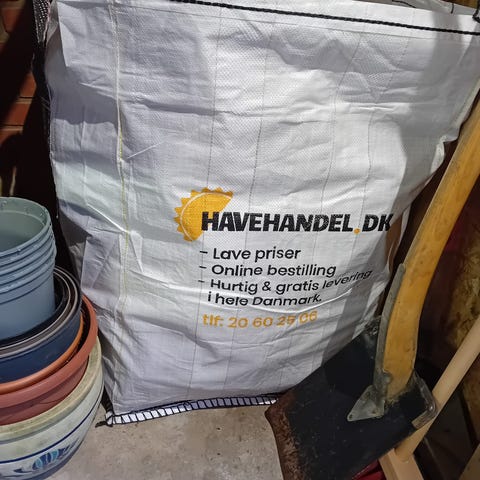 HAVEHANDEL.DK
- Lave priser
- Online bestilling
- Hurtig & gratis levering
i hele Danmark.
tlf: 20 60 25 06